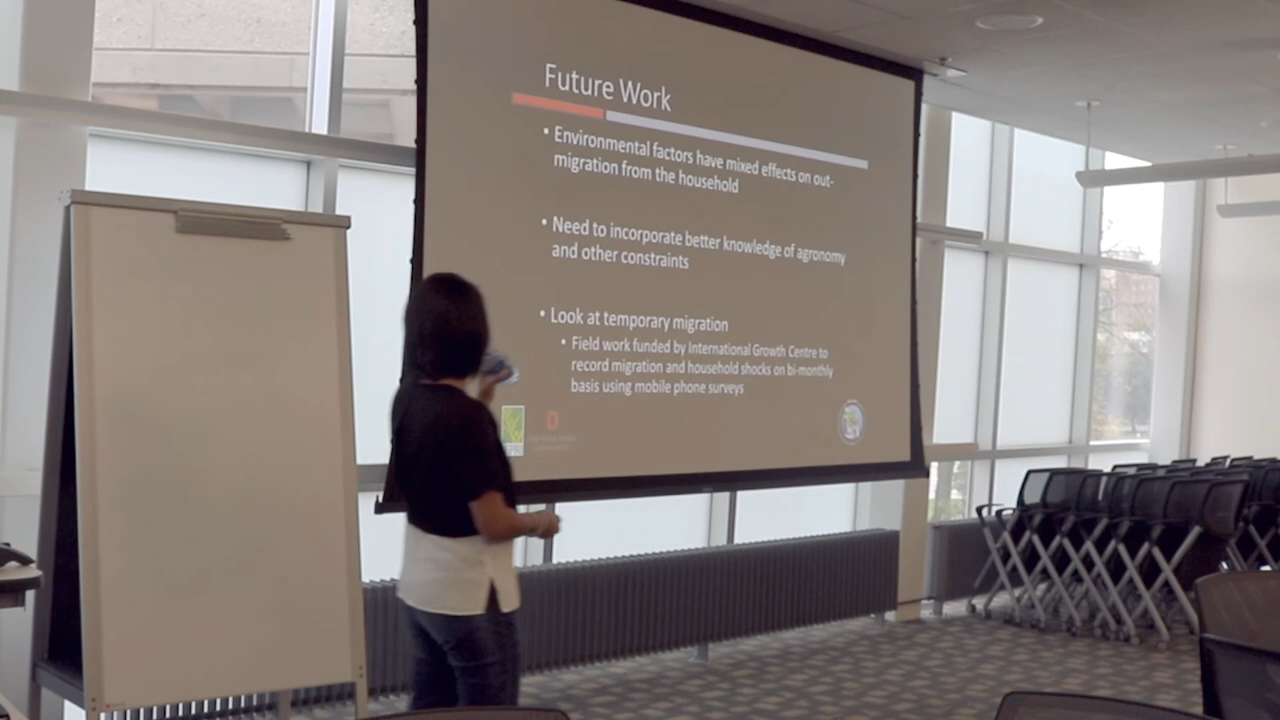 Future Work
• Environmental factors have mixed effects on out-
migration from the household
• Need to incorporate better knowledge of agronomy
and other constraints
• Look at temporary migration
• Field work funded by International Growth Centre to
record migration and household shocks on bi-monthly
basis using mobile phone surveys